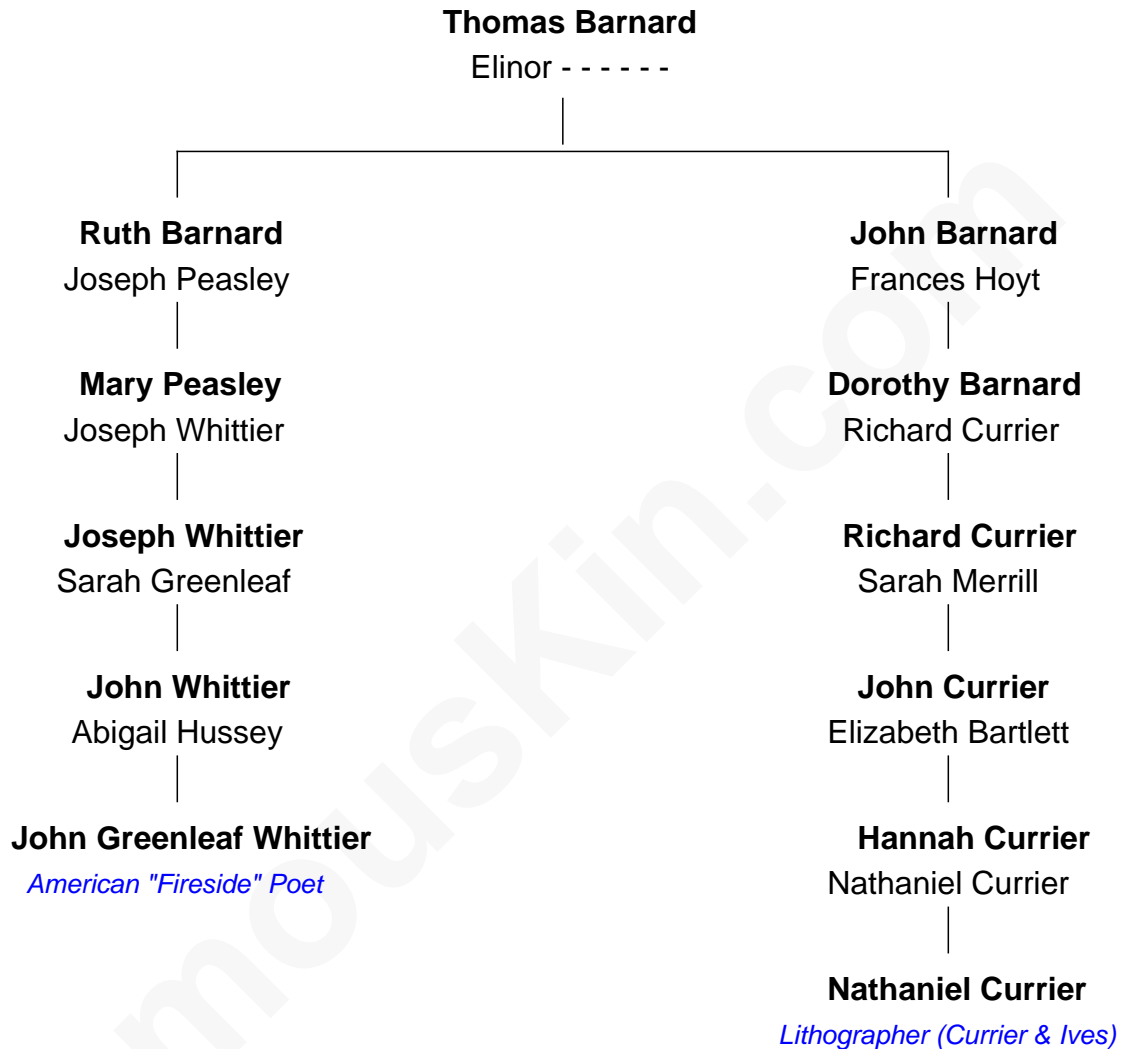 Thomas Barnard
Elinor - - - - - -
Ruth Barnard
Joseph Peasley
John Barnard
Frances Hoyt
Mary Peasley
Joseph Whittier
Dorothy Barnard
Richard Currier
Joseph Whittier
Sarah Greenleaf
Richard Currier
Sarah Merrill
John Whittier
Abigail Hussey
John Currier
Elizabeth Bartlett
John Greenleaf Whittier
American "Fireside" Poet
Hannah Currier
Nathaniel Currier
Nathaniel Currier
Lithographer (Currier & Ives)
mouskin.com